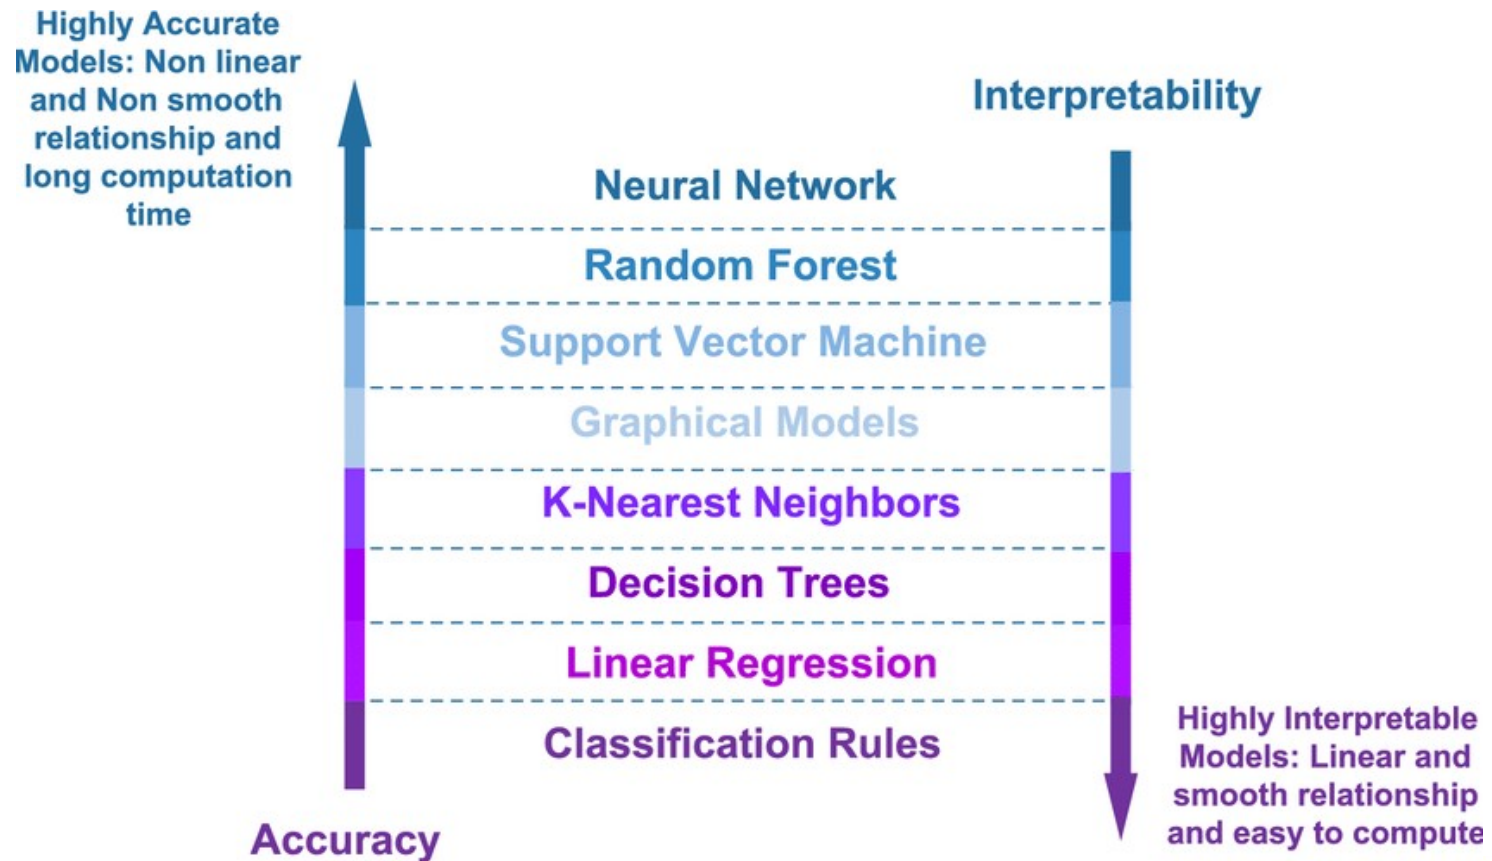 Highly Accurate
Models: Non linear
and Non smooth
relationship and
long computation
time
Interpretability
Neural Network
Random Forest
Support Vector Machine
Graphical Models
K-Nearest Neighbors
Decision Trees
Linear Regression
Classification Rules
Accuracy
Highly Interpretable
Models: Linear and
smooth relationship
and easy to compute